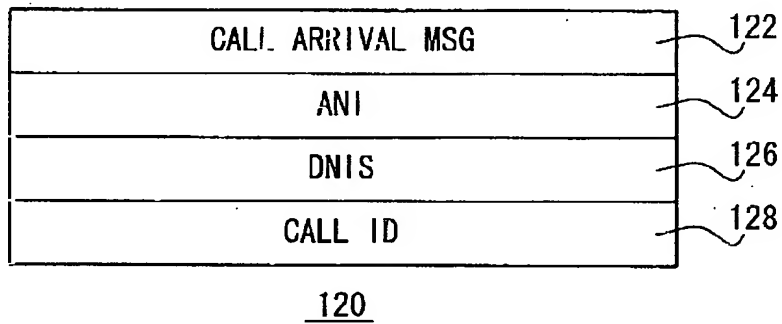 CALL ARRIVAL MSG 122
ANI 124
DNIS 126
CALL ID 128
120